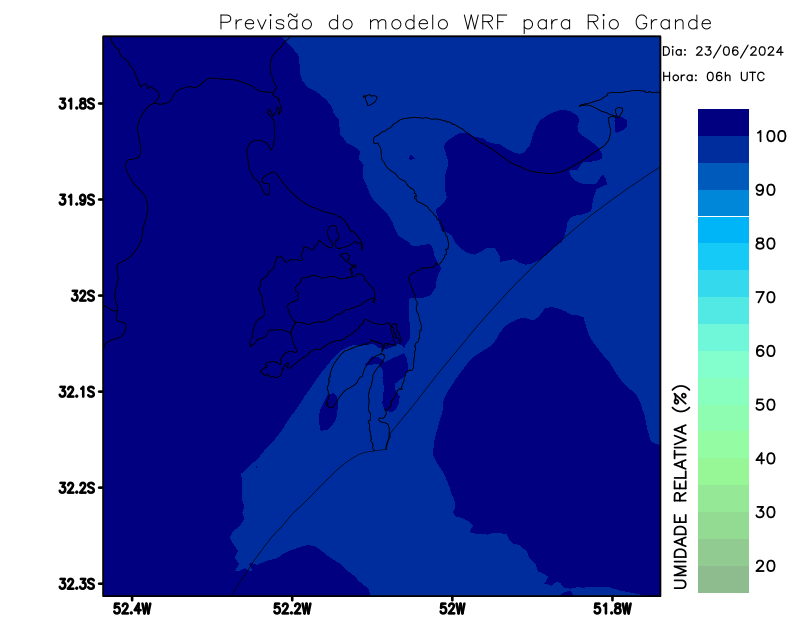 Previsão do modelo WRF para Rio Grande
Dia: 23/06/2024
Hora: 06h UTC
31.8S
31.9S
32S
32.1S
32.2S
32.3S
52.4W
52.2W
52W
51.8W
100
90
80
70
60
50
40
30
20
UMIDADE RELATIVA (%)